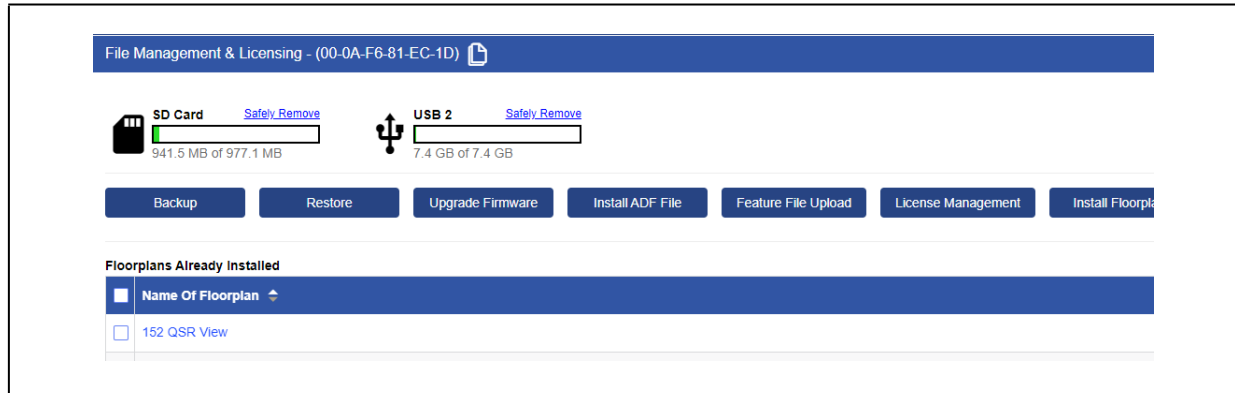 File Management & Licensing - (00-0A-F6-81-EC-1D)
SD Card Safely Remove USB 2 Safely Remove
941.5 MB of 977.1 MB 7.4 GB of 7.4 GB
Backup Restore Upgrade Firmware Install ADF File Feature File Upload License Management Install
Floorplans Already Installed
Name Of Floorplan
152 QSR View